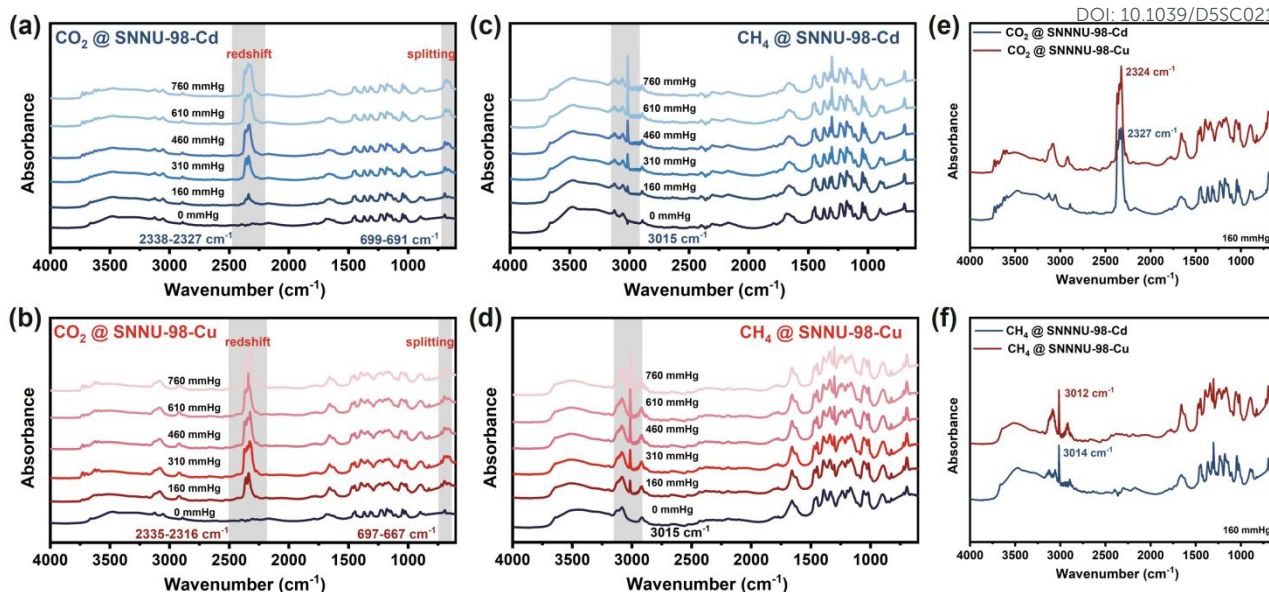 DOI: 10.1039/D5SC021
(a)
CO₂ @ SNNU-98-Cd
redshift
splitting
760 mmHg
610 mmHg
460 mmHg
310 mmHg
160 mmHg
0 mmHg
2338-2327 cm⁻¹
699-691 cm⁻¹
Absorbance
4000 3500 3000 2500 2000 1500 1000
Wavenumber (cm⁻¹)
(c)
CH₄ @ SNNU-98-Cd
760 mmHg
610 mmHg
460 mmHg
310 mmHg
160 mmHg
0 mmHg
3015 cm⁻¹
Absorbance
4000 3500 3000 2500 2000 1500 1000
Wavenumber (cm⁻¹)
(e)
CO₂ @ SNNNU-98-Cd
CO₂ @ SNNNU-98-Cu
2324 cm⁻¹
2327 cm⁻¹
160 mmHg
Absorbance
4000 3500 3000 2500 2000 1500 1000
Wavenumber (cm⁻¹)
(b)
CO₂ @ SNNU-98-Cu
redshift
splitting
760 mmHg
610 mmHg
460 mmHg
310 mmHg
160 mmHg
0 mmHg
2335-2316 cm⁻¹
697-667 cm⁻¹
Absorbance
4000 3500 3000 2500 2000 1500 1000
Wavenumber (cm⁻¹)
(d)
CH₄ @ SNNU-98-Cu
760 mmHg
610 mmHg
460 mmHg
310 mmHg
160 mmHg
0 mmHg
3015 cm⁻¹
Absorbance
4000 3500 3000 2500 2000 1500 1000
Wavenumber (cm⁻¹)
(f)
CH₄ @ SNNNU-98-Cd
CH₄ @ SNNNU-98-Cu
3012 cm⁻¹
3014 cm⁻¹
160 mmHg
Absorbance
4000 3500 3000 2500 2000 1500 1000
Wavenumber (cm⁻¹)